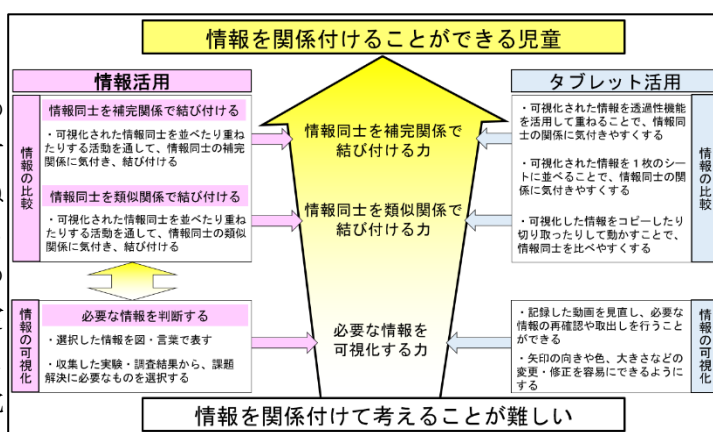 情報を関係付けることができる児童
情報活用
情報の比較
情報同士を補完関係で結び付ける
・可視化された情報同士を並べたり重ね
たりする活動を通して、情報同士の補完
関係に気付き、結び付ける
情報同士を類似関係で結び付ける
・可視化された情報同士を並べたり重ね
たりする活動を通して、情報同士の類似
関係に気付き、結び付ける
情報の可視化
必要な情報を判断する
・選択した情報を図・言葉で表す
・収集した実験・調査結果から、課題
解決に必要なものを選択する
情報同士を補完関係で
結び付ける力
情報同士を類似関係で
結び付ける力
必要な情報を
可視化する力
タブレット活用
・可視化された情報を透過性機能
を活用して重ねることで、情報同
士の関係に気付きやすくする
・可視化された情報を1枚のシー
トに並べることで、情報同士の関
係に気付きやすくする
・可視化した情報をコピーしたり
切り取ったりして動かすことで、
情報同士を比べやすくする
情報の比較
・記録した動画を見直し、必要な
情報の再確認や取出しを行うこと
ができる
・矢印の向きや色、大きさなどの
変更・修正を容易にできるように
する
情報の可視化
情報を関係付けて考えることが難しい